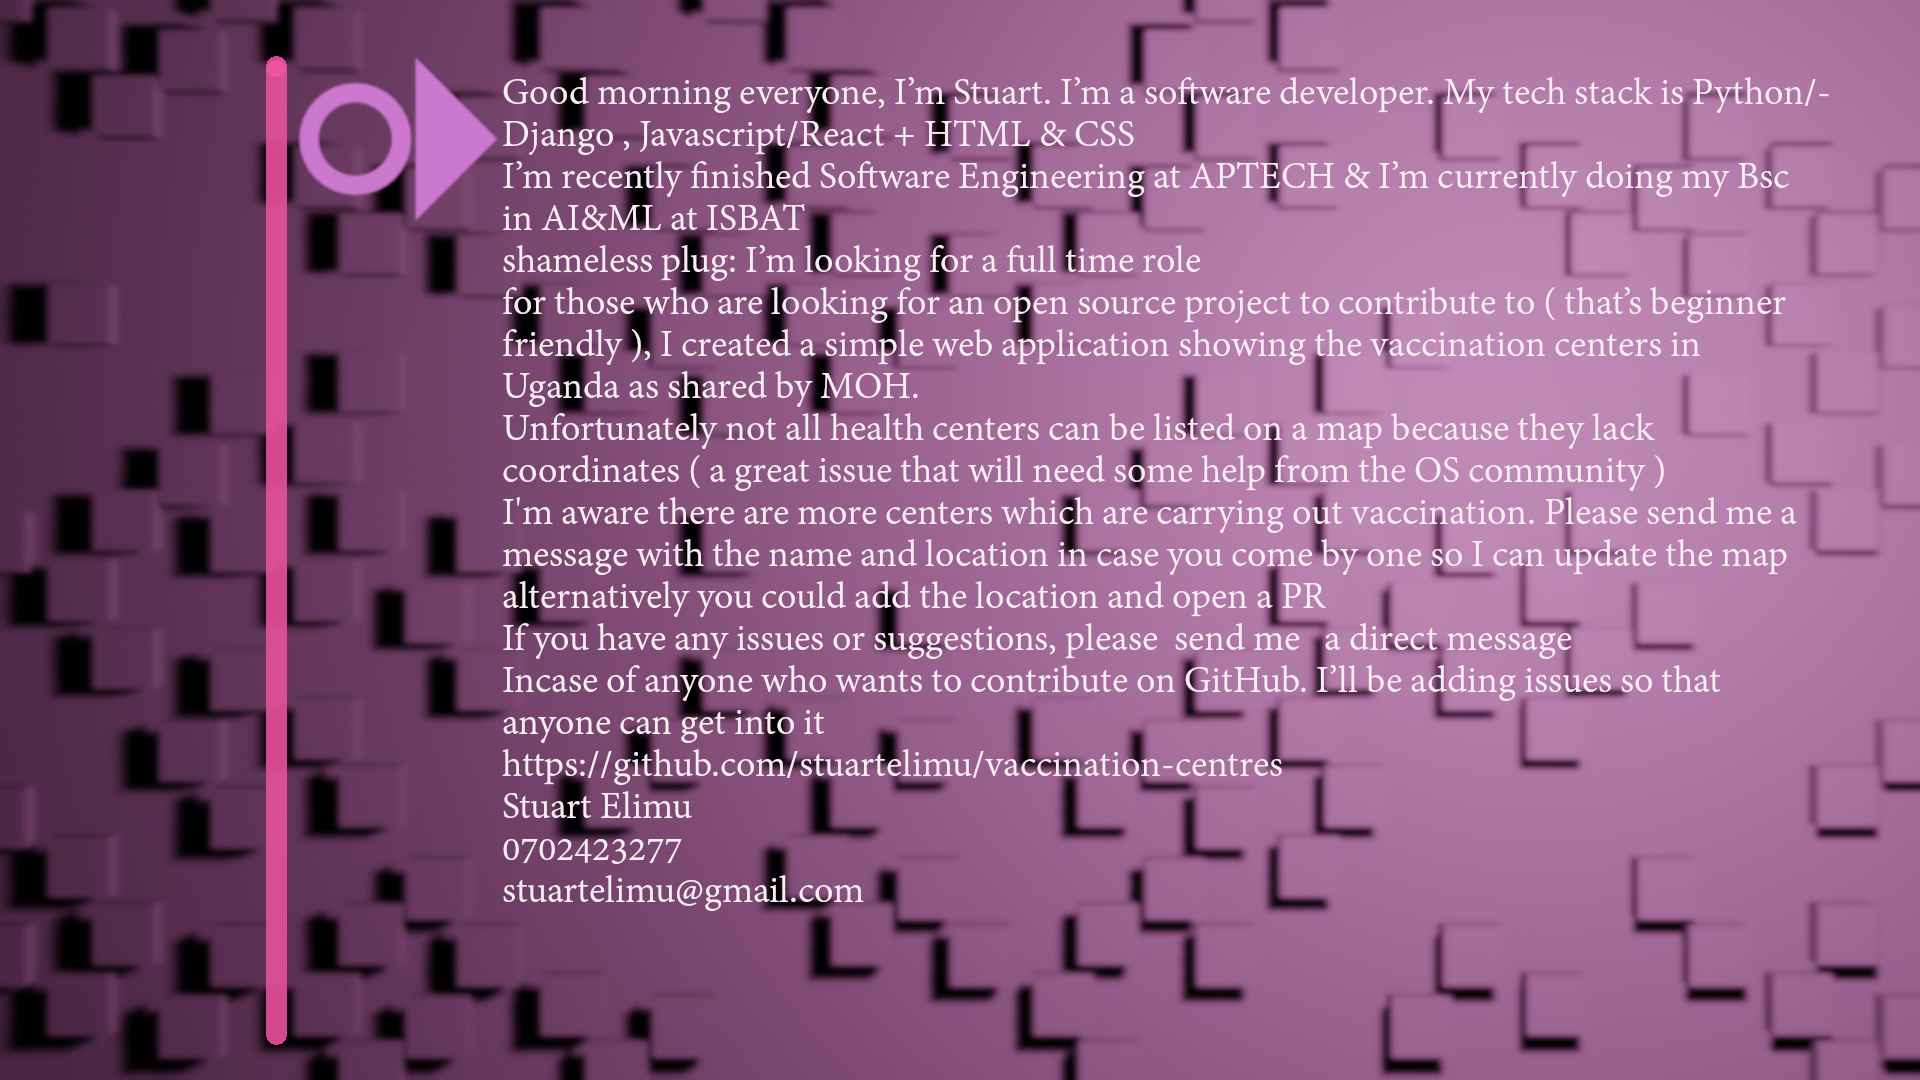 Good morning everyone, I’m Stuart. I’m a software developer. My tech stack is Python/-
Django , Javascript/React + HTML & CSS
I’m recently finished Software Engineering at APTECH & I’m currently doing my Bsc
in AI&ML at ISBAT
shameless plug: I’m looking for a full time role
for those who are looking for an open source project to contribute to ( that’s beginner
friendly ), I created a simple web application showing the vaccination centers in
Uganda as shared by MOH.
Unfortunately not all health centers can be listed on a map because they lack
coordinates ( a great issue that will need some help from the OS community )
I'm aware there are more centers which are carrying out vaccination. Please send me a
message with the name and location in case you come by one so I can update the map
alternatively you could add the location and open a PR
If you have any issues or suggestions, please  send me   a direct message
Incase of anyone who wants to contribute on GitHub. I’ll be adding issues so that
anyone can get into it
https://github.com/stuartelimu/vaccination-centres
Stuart Elimu
0702423277
stuartelimu@gmail.com